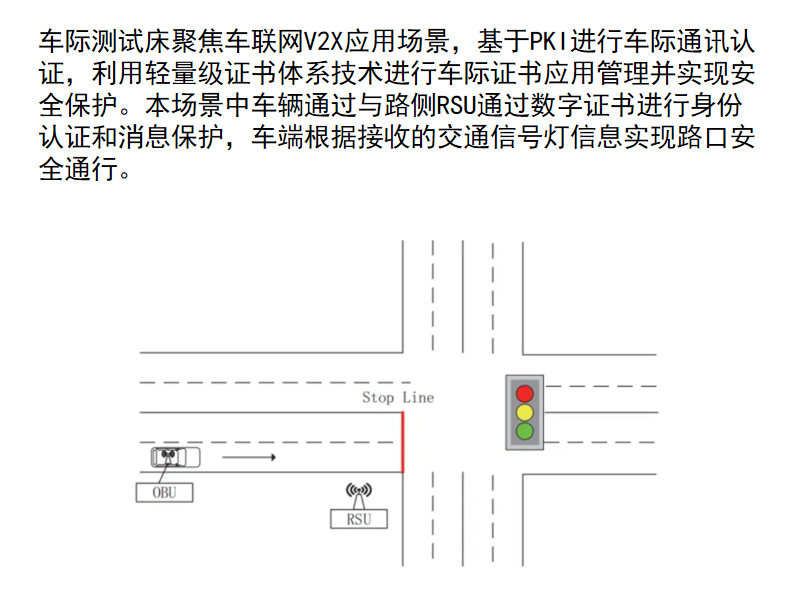 车际测试床聚焦车联网V2X应用场景，基于PKI进行车际通讯认
证，利用轻量级证书体系技术进行车际证书应用管理并实现安
全保护。本场景中车辆通过与路侧RSU通过数字证书进行身份
认证和消息保护，车端根据接收的交通信号灯信息实现路口安
全通行。
Stop Line
OBU
RSU